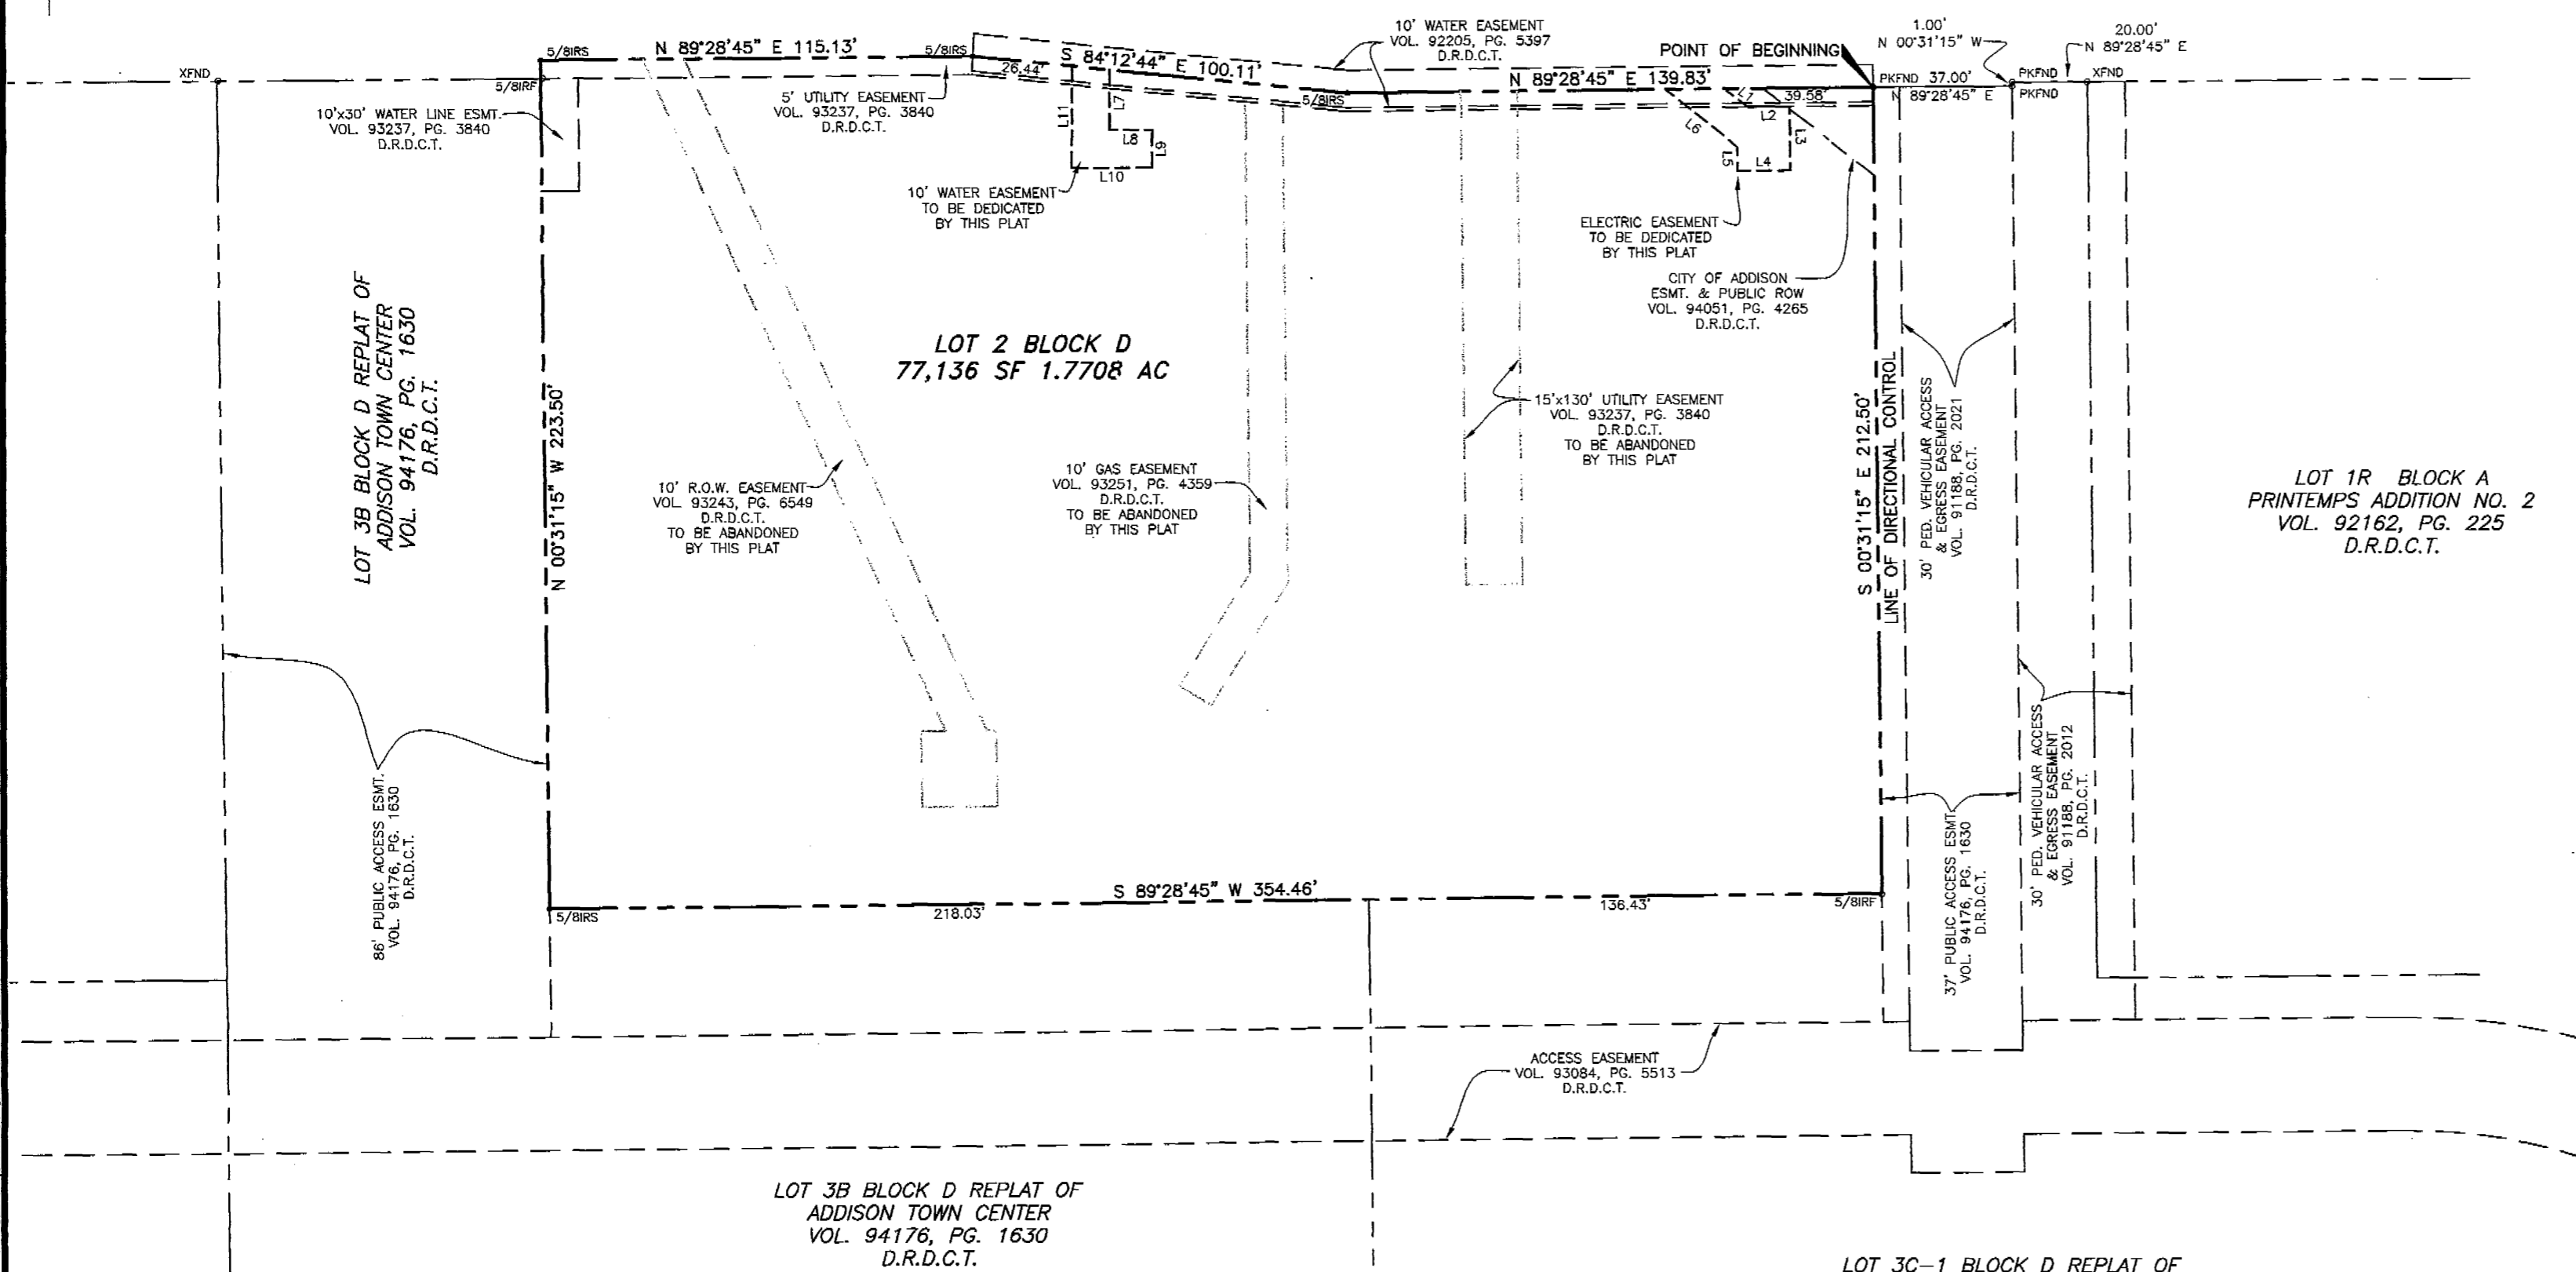 10' WATER EASEMENT
VOL. 92205, PG. 5397
D.R.D.C.T.
1.00'
N 00°31'15" W
20.00'
N 89°28'45" E
POINT OF BEGINNING
XFND
5/8IRS
N 89°28'45" E 115.13'
5/8IRS
S 84°12'44" E 100.11'
26.44'
5/8IRS
N 89°28'45" E 139.83'
39.58'
PKFND 37.00'
N 89°28'45" E
PKFND
PKFND
XFND
5/8IRF
10'x30' WATER LINE ESMT.
VOL. 93237, PG. 3840
D.R.D.C.T.
5' UTILITY EASEMENT
VOL. 93237, PG. 3840
D.R.D.C.T.
L11
L7
L8
L9
L10
L6
L1
L2
L3
L5
L4
10' WATER EASEMENT
TO BE DEDICATED
BY THIS PLAT
ELECTRIC EASEMENT
TO BE DEDICATED
BY THIS PLAT
CITY OF ADDISON
ESMT. & PUBLIC ROW
VOL. 94051, PG. 4265
D.R.D.C.T.
LOT 3B BLOCK D REPLAT OF
ADDISON TOWN CENTER
VOL. 94176, PG. 1630
D.R.D.C.T.
N 00°31'15" W 223.50'
LOT 2 BLOCK D
77,136 SF 1.7708 AC
10' R.O.W. EASEMENT
VOL. 93243, PG. 6549
D.R.D.C.T.
TO BE ABANDONED
BY THIS PLAT
10' GAS EASEMENT
VOL. 93251, PG. 4359
D.R.D.C.T.
TO BE ABANDONED
BY THIS PLAT
15'x130' UTILITY EASEMENT
VOL. 93237, PG. 3840
D.R.D.C.T.
TO BE ABANDONED
BY THIS PLAT
S 00°31'15" E 212.50'
LINE OF DIRECTIONAL CONTROL
30' PED. VEHICULAR ACCESS
& EGRESS EASEMENT
VOL. 91188, PG. 2021
D.R.D.C.T.
LOT 1R BLOCK A
PRINTEMPS ADDITION NO. 2
VOL. 92162, PG. 225
D.R.D.C.T.
86' PUBLIC ACCESS ESMT.
VOL. 94176, PG. 1630
D.R.D.C.T.
37' PUBLIC ACCESS ESMT.
VOL. 94176, PG. 1630
D.R.D.C.T.
30' PED. VEHICULAR ACCESS
& EGRESS EASEMENT
VOL. 91188, PG. 2012
D.R.D.C.T.
S 89°28'45" W 354.46'
5/8IRS
218.03'
136.43'
5/8IRF
ACCESS EASEMENT
VOL. 93084, PG. 5513
D.R.D.C.T.
LOT 3B BLOCK D REPLAT OF
ADDISON TOWN CENTER
VOL. 94176, PG. 1630
D.R.D.C.T.
LOT 3C-1 BLOCK D REPLAT OF